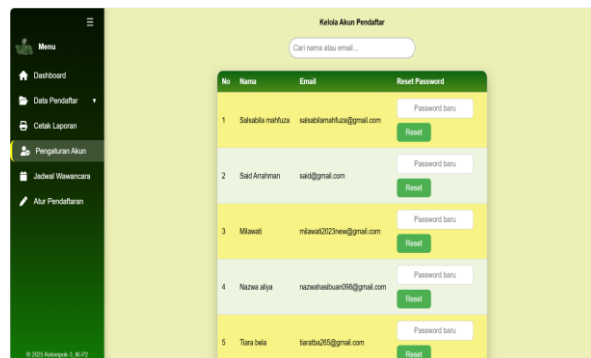 Menu
Dashboard
Data Pendaftar
Cetak Laporan
Pengaturan Akun
Jadwal Wawancara
Atur Pendaftaran
© 2025 Kelompok 3_IK-P2
Kelola Akun Pendaftar
Cari nama atau email...
No Nama Email Reset Password
1 Salsabila mahfuza salsabilamahfuza@gmail.com Password baru
Reset
2 Said Arrahman said@gmail.com Password baru
Reset
3 Milawati milawati2023new@gmail.com Password baru
Reset
4 Nazwa aliya nazwahasibuan098@gmail.com Password baru
Reset
5 Tiara bela tiaratba265@gmail.com Password baru
Reset